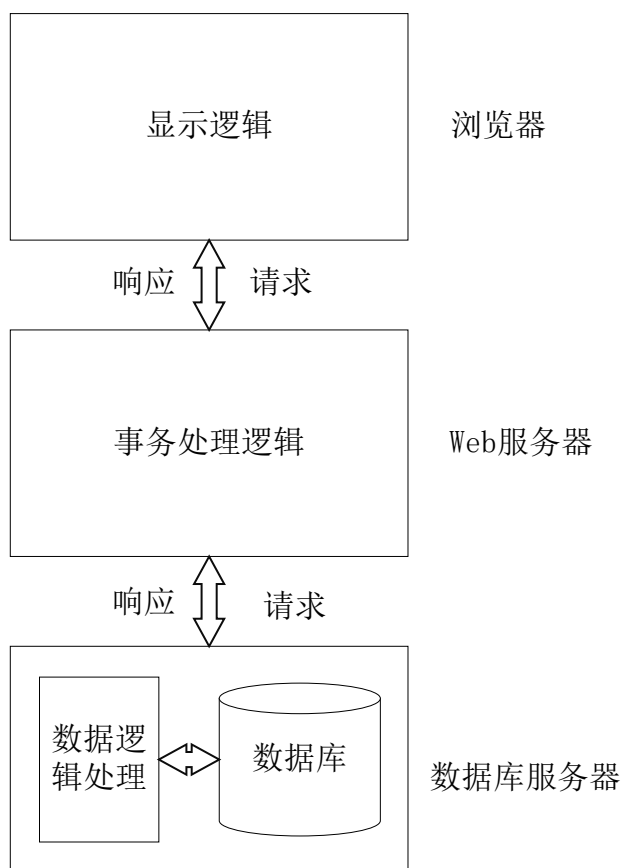 显示逻辑
浏览器
响应
请求
事务处理逻辑
Web服务器
响应
请求
数据逻
辑处理
数据库
数据库服务器